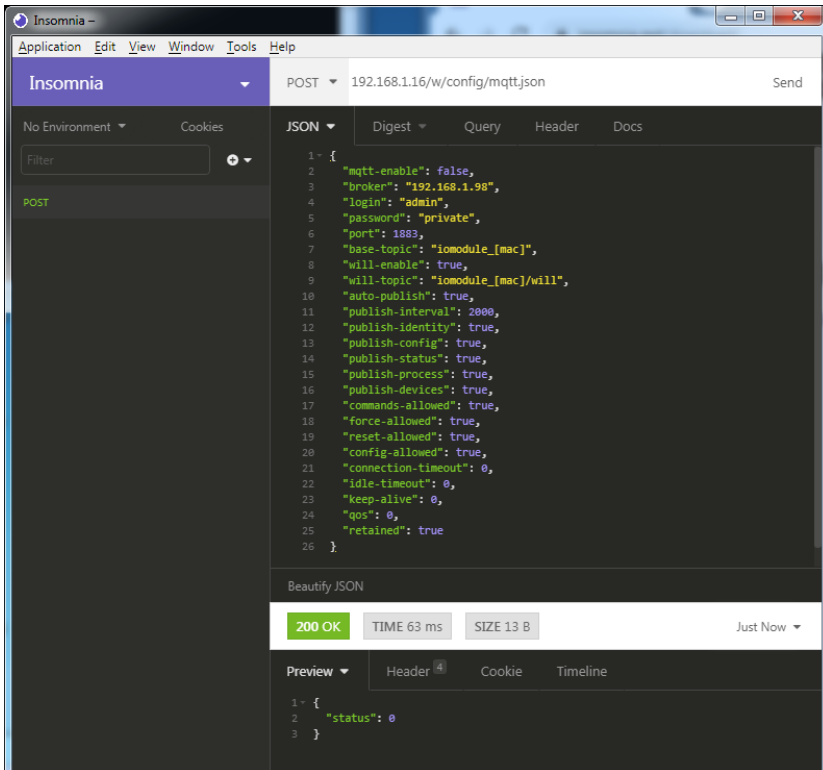 Insomnia –
Application Edit View Window Tools Help
Insomnia
POST 192.168.1.16/w/config/mqtt.json Send
No Environment Cookies
JSON Digest Query Header Docs
Filter
POST
1 {
2 "mqtt-enable": false,
3 "broker": "192.168.1.98",
4 "login": "admin",
5 "password": "private",
6 "port": 1883,
7 "base-topic": "iomodule_[mac]",
8 "will-enable": true,
9 "will-topic": "iomodule_[mac]/will",
10 "auto-publish": true,
11 "publish-interval": 2000,
12 "publish-identity": true,
13 "publish-config": true,
14 "publish-status": true,
15 "publish-process": true,
16 "publish-devices": true,
17 "commands-allowed": true,
18 "force-allowed": true,
19 "reset-allowed": true,
20 "config-allowed": true,
21 "connection-timeout": 0,
22 "idle-timeout": 0,
23 "keep-alive": 0,
24 "qos": 0,
25 "retained": true
26 }
Beautify JSON
200 OK TIME 63 ms SIZE 13 B Just Now
Preview Header 4 Cookie Timeline
1 {
2 "status": 0
3 }